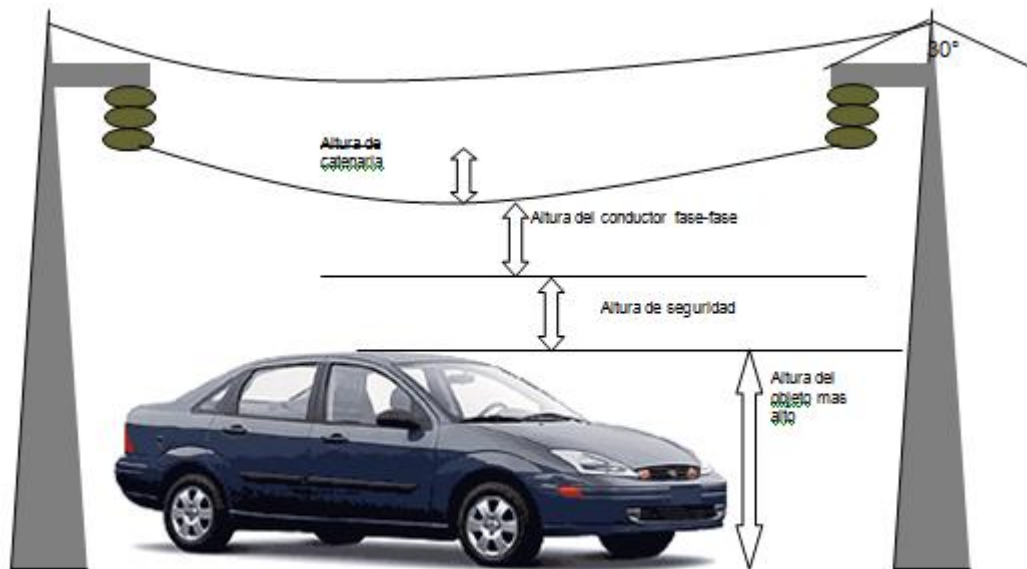 30°
Altura de
catenaria
Altura del conductor fase-fase
Altura de seguridad
Altura del
objeto mas
alto